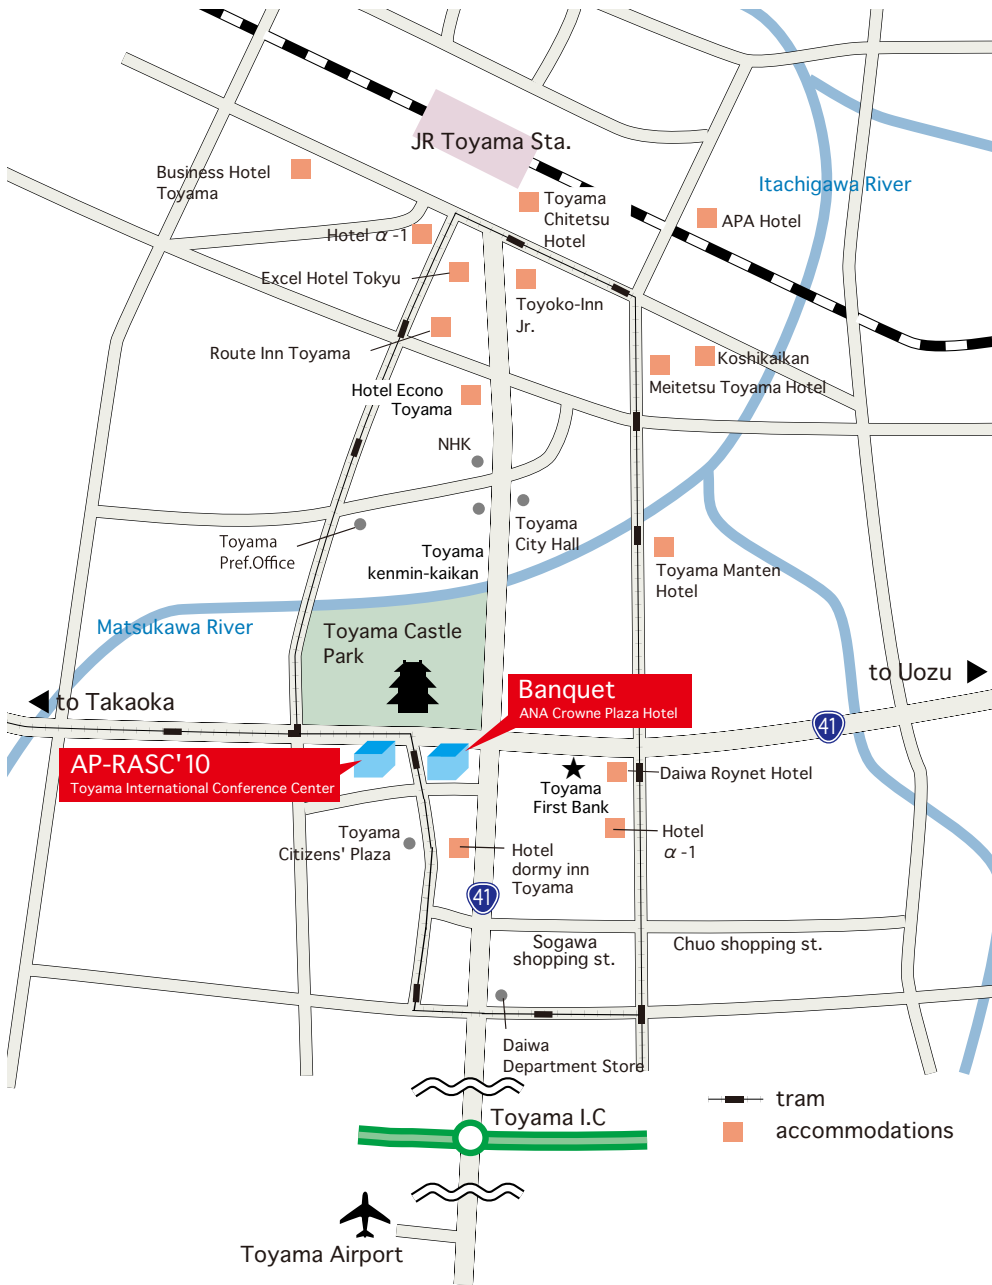 JR Toyama Sta.
Business Hotel
Toyama
Itachigawa River
Toyama
Chitetsu
Hotel
APA Hotel
Hotel α -1
Excel Hotel Tokyu
Toyoko-Inn
Jr.
Route Inn Toyama
Koshikaikan
Meitetsu Toyama Hotel
Hotel Econo
Toyama
NHK
Toyama
City Hall
Toyama
Pref.Office
Toyama
kenmin-kaikan
Toyama Manten
Hotel
Matsukawa River
Toyama Castle
Park
to Uozu
to Takaoka
Banquet
ANA Crowne Plaza Hotel
41
AP-RASC'10
Toyama International Conference Center
Toyama
First Bank
Daiwa Roynet Hotel
Toyama
Citizens' Plaza
Hotel
α -1
Hotel
dormy inn
Toyama
41
Sogawa
shopping st.
Chuo shopping st.
Daiwa
Department Store
Toyama I.C
tram
accommodations
Toyama Airport